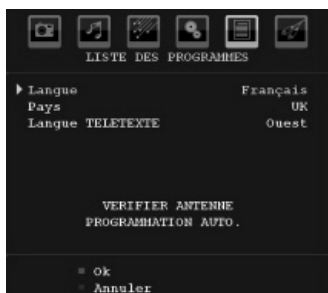 LISTE DES PROGRAMMES
Langue Français
Pays UK
Langue TELETEXTE Ouest
VERIFIER ANTENNE
PROGRAMMATION AUTO.
Ok
Annuler